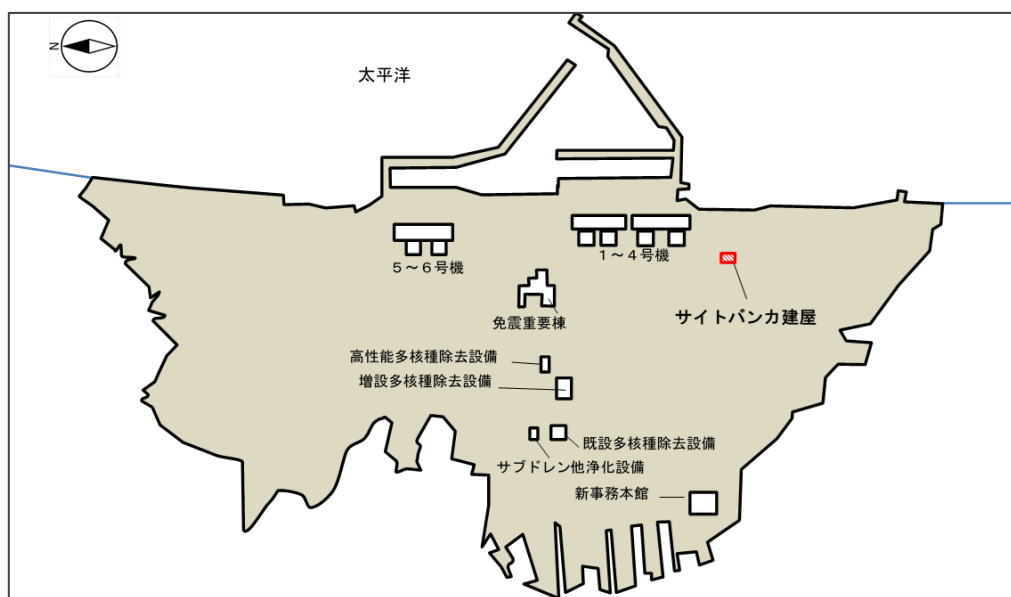 N
太平洋
5～6号機
1～4号機
サイトバンカ建屋
免震重要棟
高性能多核種除去設備
増設多核種除去設備
既設多核種除去設備
サブドレン他浄化設備
新事務本館